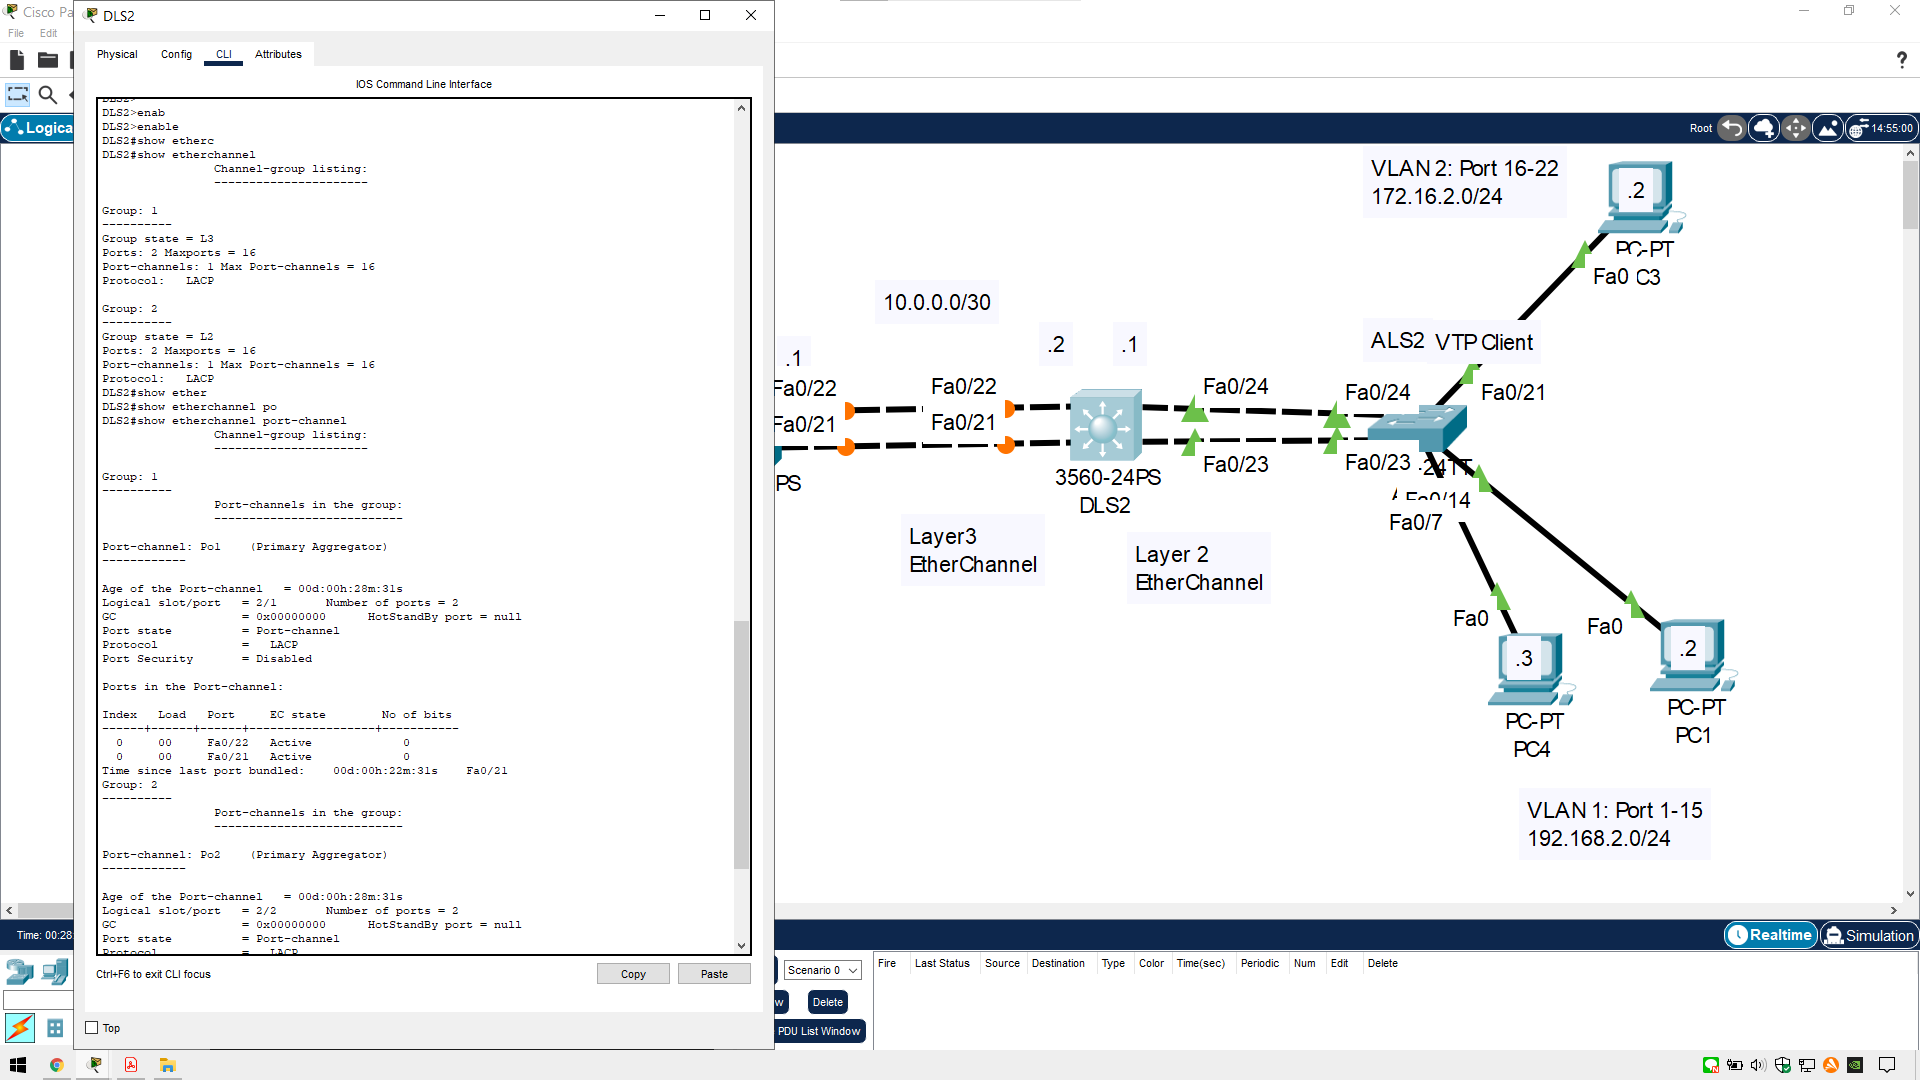 Cisco Pa
DLS2
File
Edit
Physical
Config
CLI
Attributes
IOS Command Line Interface
DLS2>
DLS2>enab
DLS2>enable
DLS2#show etherc
DLS2#show etherchannel
Channel-group listing:
----------------------
Group: 1
----------
Group state = L3
Ports: 2 Maxports = 16
Port-channels: 1 Max Port-channels = 16
Protocol: LACP
Group: 2
----------
Group state = L2
Ports: 2 Maxports = 16
Port-channels: 1 Max Port-channels = 16
Protocol: LACP
DLS2#show ether
DLS2#show etherchannel po
DLS2#show etherchannel port-channel
Channel-group listing:
----------------------
Group: 1
----------
Port-channels in the group:
---------------------------
Port-channel: Po1 (Primary Aggregator)
------------
Age of the Port-channel = 00d:00h:28m:31s
Logical slot/port = 2/1 Number of ports = 2
GC = 0x00000000 HotStandBy port = null
Port state = Port-channel
Protocol = LACP
Port Security = Disabled
Ports in the Port-channel:
Index Load Port EC state No of bits
------+------+------+------------------+-----------
0 00 Fa0/22 Active 0
0 00 Fa0/21 Active 0
Time since last port bundled: 00d:00h:22m:31s Fa0/21
Group: 2
----------
Port-channels in the group:
---------------------------
Port-channel: Po2 (Primary Aggregator)
------------
Age of the Port-channel = 00d:00h:28m:31s
Logical slot/port = 2/2 Number of ports = 2
GC = 0x00000000 HotStandBy port = null
Port state = Port-channel
Protocol = LACP
Ctrl+F6 to exit CLI focus
Copy
Paste
Top
Logica
Root
14:55:00
VLAN 2: Port 16-22
172.16.2.0/24
.2
PC-PT
Fa0
C3
10.0.0.0/30
.1
.2
.1
ALS2
VTP Client
Fa0/22
Fa0/22
Fa0/24
Fa0/24
Fa0/21
Fa0/21
Fa0/21
Fa0/23
Fa0/23
PS
3560-24PS
DLS2
24TT
Fa0/14
Fa0/7
Layer3
EtherChannel
Layer 2
EtherChannel
Fa0
Fa0
.3
.2
PC-PT
PC4
PC-PT
PC1
VLAN 1: Port 1-15
192.168.2.0/24
Time: 00:28
Realtime
Simulation
Scenario 0
Delete
PDU List Window
Fire
Last Status
Source
Destination
Type
Color
Time(sec)
Periodic
Num
Edit
Delete